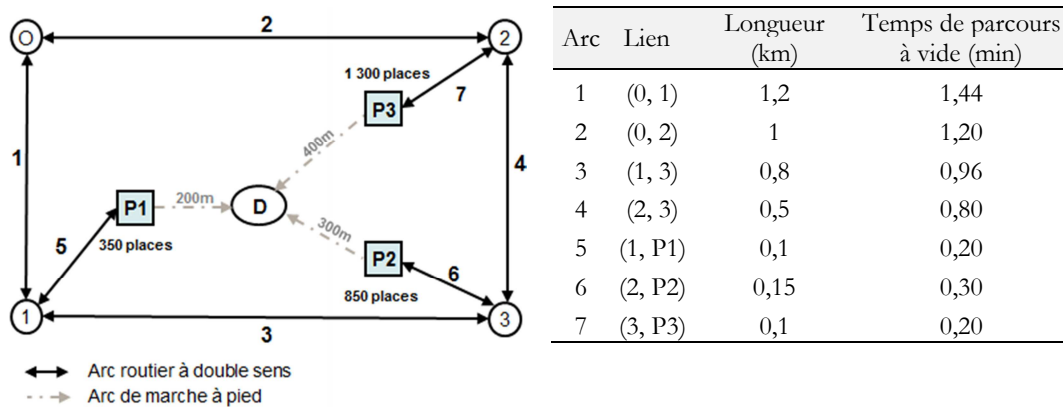 2
O
2
1 300 places
P3
7
400m
1
4
P1
200m
D
300m
5
350 places
P2
6
850 places
1
3
3
Arc routier à double sens
Arc de marche à pied
Arc Lien Longueur (km) Temps de parcours à vide (min)
1 (0, 1) 1,2 1,44
2 (0, 2) 1 1,20
3 (1, 3) 0,8 0,96
4 (2, 3) 0,5 0,80
5 (1, P1) 0,1 0,20
6 (2, P2) 0,15 0,30
7 (3, P3) 0,1 0,20